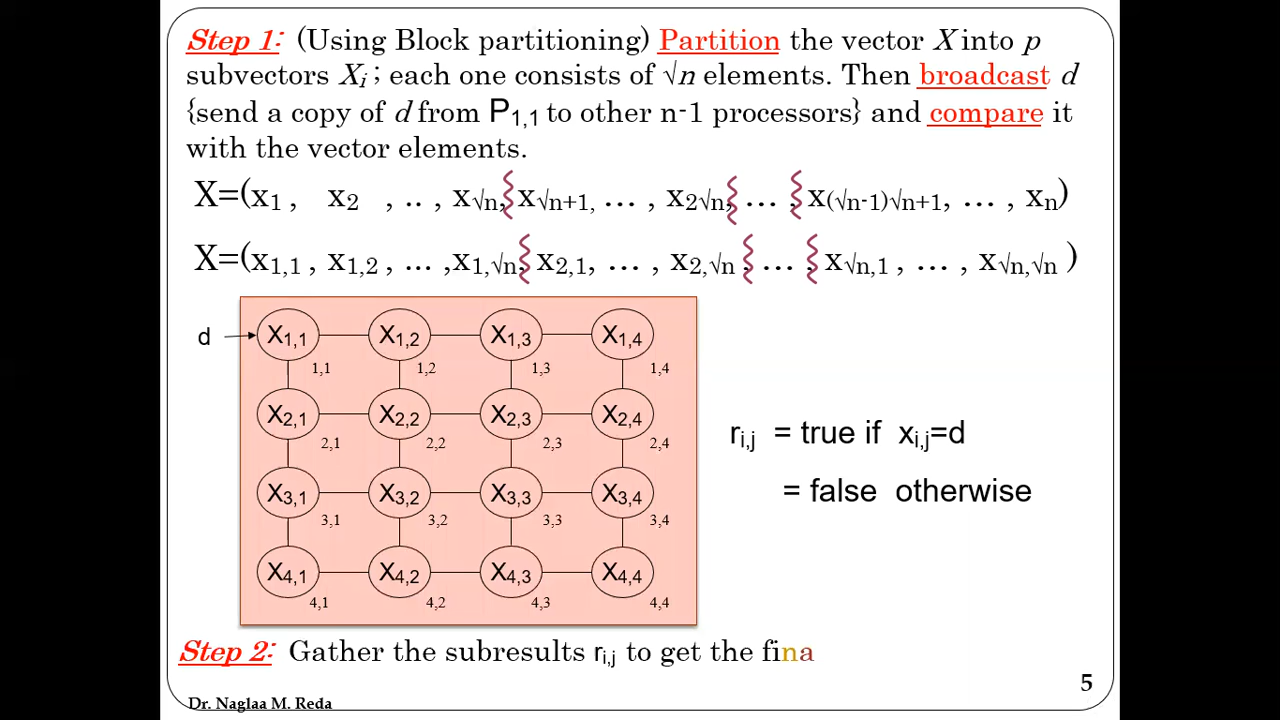 Step 1: (Using Block partitioning) Partition the vector X into p
subvectors Xi ; each one consists of √n elements. Then broadcast d
{send a copy of d from P1,1 to other n-1 processors} and compare it
with the vector elements.
X=(x1 , x2 , .. , x√n, x√n+1, … , x2√n, … , x(√n-1)√n+1, … , xn)
X=(x1,1 , x1,2 , … ,x1,√n, x2,1, … , x2,√n , … , x√n,1 , … , x√n,√n )
d X1,1 X1,2 X1,3 X1,4
1,1 1,2 1,3 1,4
X2,1 X2,2 X2,3 X2,4
2,1 2,2 2,3 2,4
X3,1 X3,2 X3,3 X3,4
3,1 3,2 3,3 3,4
X4,1 X4,2 X4,3 X4,4
4,1 4,2 4,3 4,4
ri,j = true if xi,j=d
= false otherwise
Step 2: Gather the subresults ri,j to get the fina
5
Dr. Naglaa M. Reda